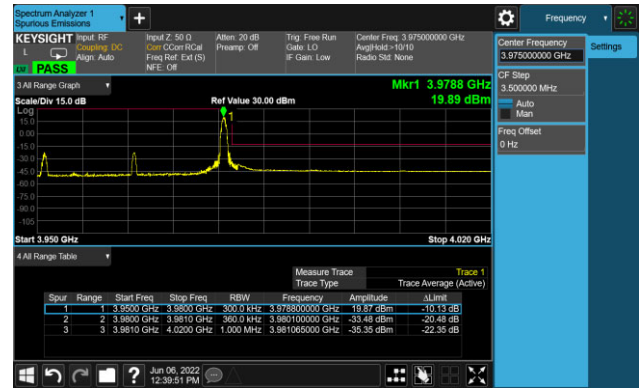 Spectrum Analyzer 1
Spurious Emissions
Frequency
KEYSIGHT Input: RF Input Z: 50 Ω Atten: 20 dB Trig: Free Run Center Freq: 3.975000000 GHz
L Coupling: DC Corr CCorr RCal Preamp: Off Gate: LO Avg|Hold:>10/10
Align: Auto Freq Ref: Ext (S) IF Gain: Low Radio Std: None
PASS NFE: Off
Center Frequency
3.975000000 GHz
Settings
CF Step
3.500000 MHz
Auto
Man
Freq Offset
0 Hz
3 All Range Graph
Mkr1 3.9788 GHz
Scale/Div 15.0 dB Ref Value 30.00 dBm 19.89 dBm
Log
1
15.0
0.00
-15.0
-30.0
-45.0
-60.0
-75.0
-90.0
-105
Start 3.950 GHz Stop 4.020 GHz
4 All Range Table
Measure Trace Trace 1
Trace Type Trace Average (Active)
Spur Range Start Freq Stop Freq RBW Frequency Amplitude ΔLimit
1 1 3.9500 GHz 3.9800 GHz 300.0 kHz 3.978800000 GHz 19.87 dBm -10.13 dB
2 2 3.9800 GHz 3.9810 GHz 360.0 kHz 3.980100000 GHz -33.48 dBm -20.48 dB
3 3 3.9810 GHz 4.0200 GHz 1.000 MHz 3.981065000 GHz -35.35 dBm -22.35 dB
Jun 06, 2022
12:39:51 PM